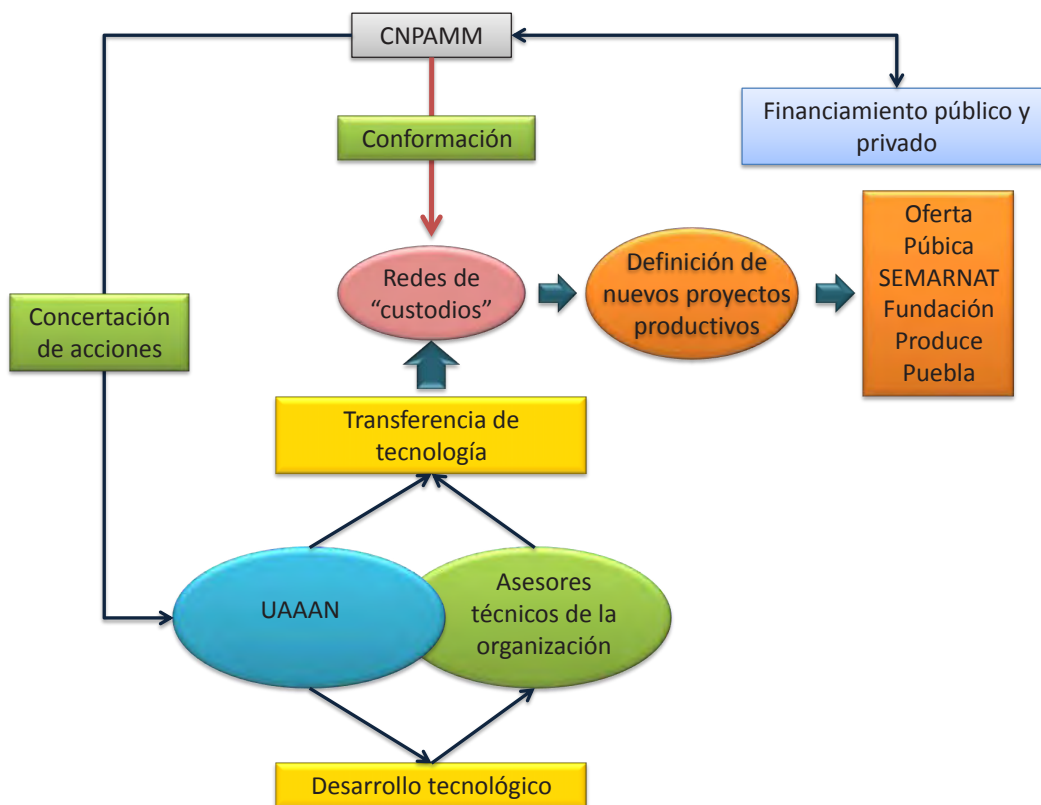 CNPAMM
Financiamiento público y
privado
Conformación
Oferta
Púbica
SEMARNAT
Fundación
Produce
Puebla
Redes de
“custodios”
Definición de
nuevos proyectos
productivos
Concertación
de acciones
Transferencia de
tecnología
UAAAN
Asesores
técnicos de la
organización
Desarrollo tecnológico